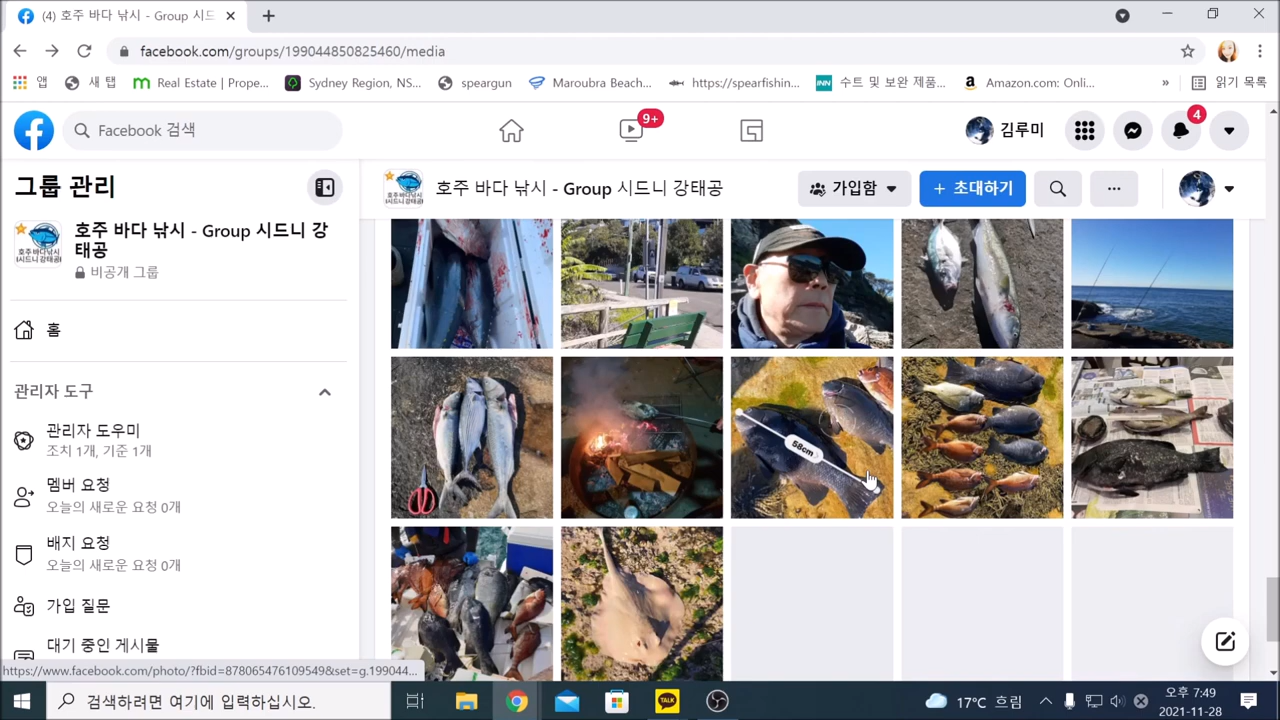 (4) 호주 바다 낚시 - Group 시드
facebook.com/groups/199044850825460/media
앱 새 탭 Real Estate | Prope... Sydney Region, NS... speargun Maroubra Beach... https://spearfishin... INN 수트 및 보완 제품... Amazon.com: Onli... » 읽기 목록
Facebook 검색 9+ 김루미 4
그룹 관리
호주 바다 낚시 - Group 시드니 강태공 가입함 + 초대하기 ...
호주 바다 낚시 - Group 시드니 강
태공
비공개 그룹
홈
관리자 도구
관리자 도우미
조치 1개, 기준 1개
멤버 요청
오늘의 새로운 요청 0개
배지 요청
오늘의 새로운 요청 0개
가입 질문
대기 중인 게시물
58cm
https://www.facebook.com/photo/?fbid=878065476109549&set=g.199044...
검색하려면 여기에 입력하십시오. TALK 17°C 흐림 오후 7:49
2021-11-28